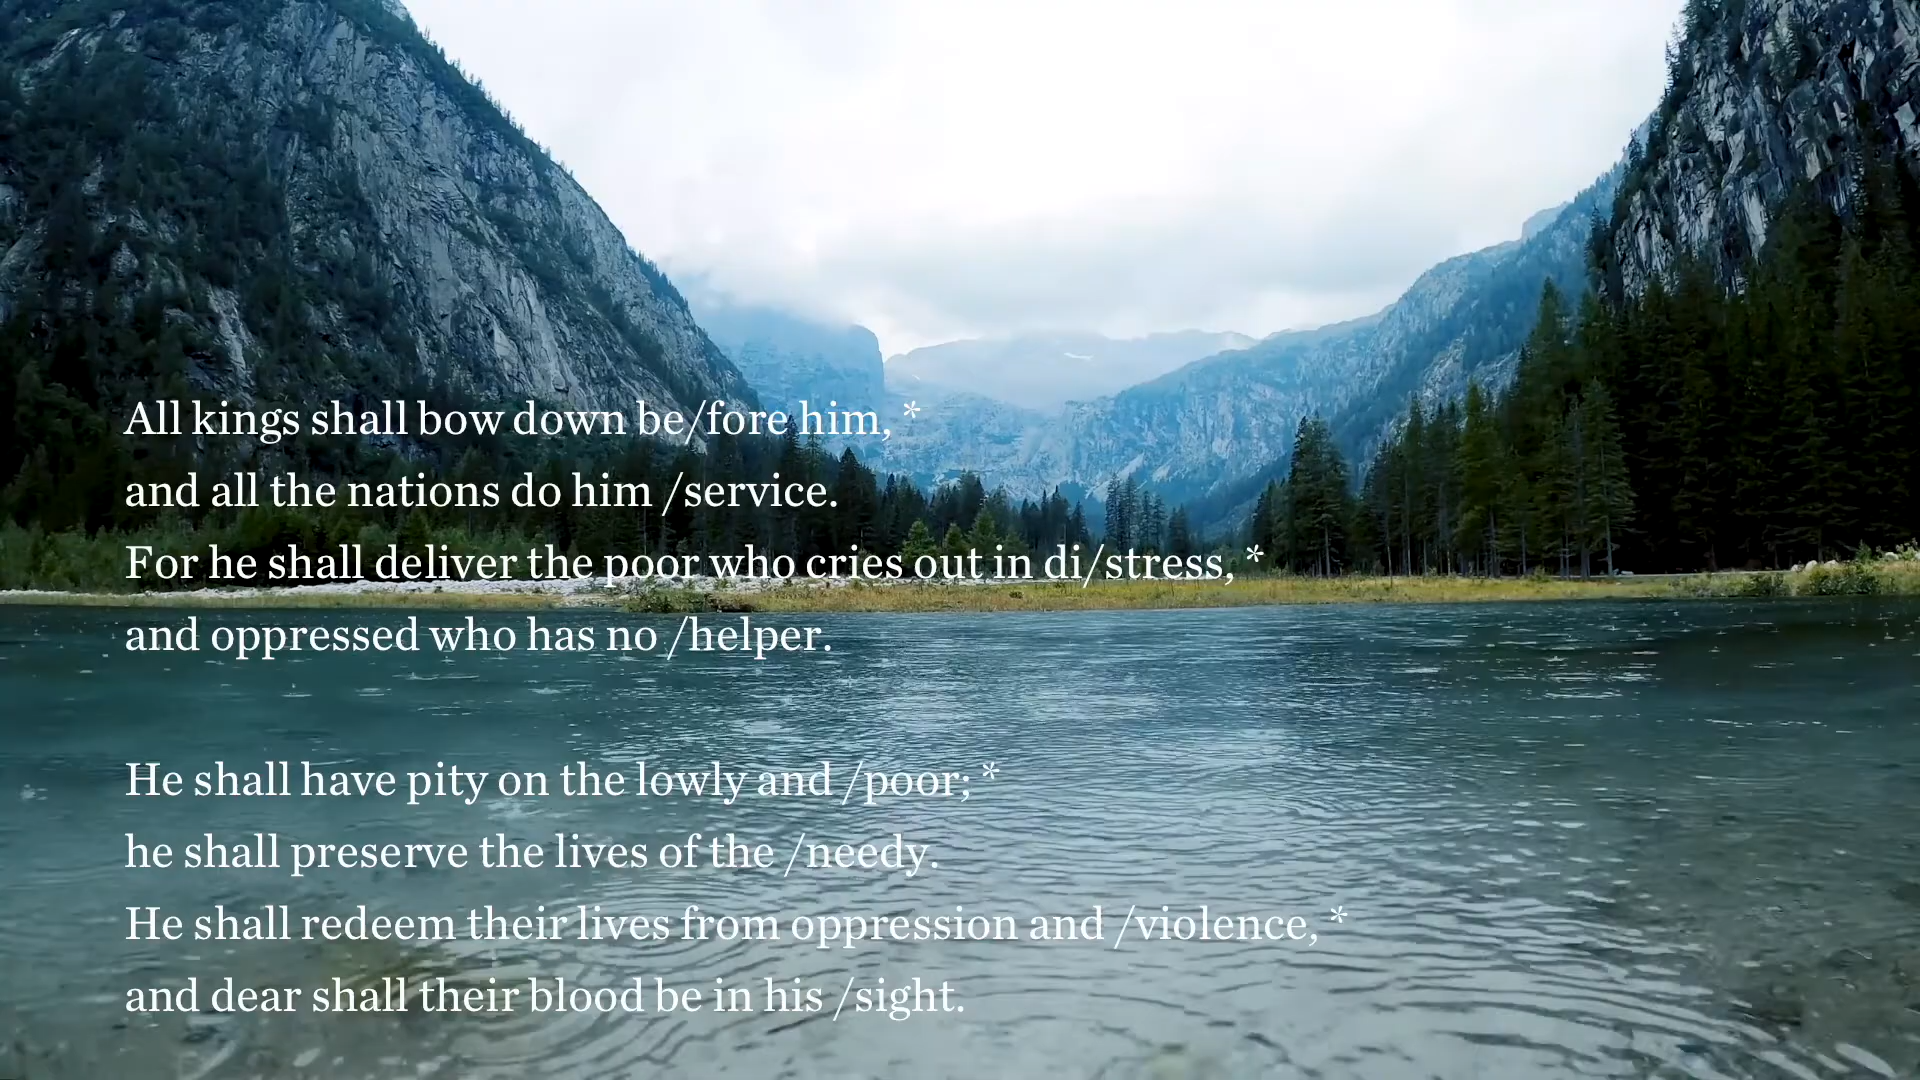 All kings shall bow down be/fore him, *
and all the nations do him /service.
For he shall deliver the poor who cries out in di/stress, *
and oppressed who has no /helper.
He shall have pity on the lowly and /poor; *
he shall preserve the lives of the /needy.
He shall redeem their lives from oppression and /violence, *
and dear shall their blood be in his /sight.